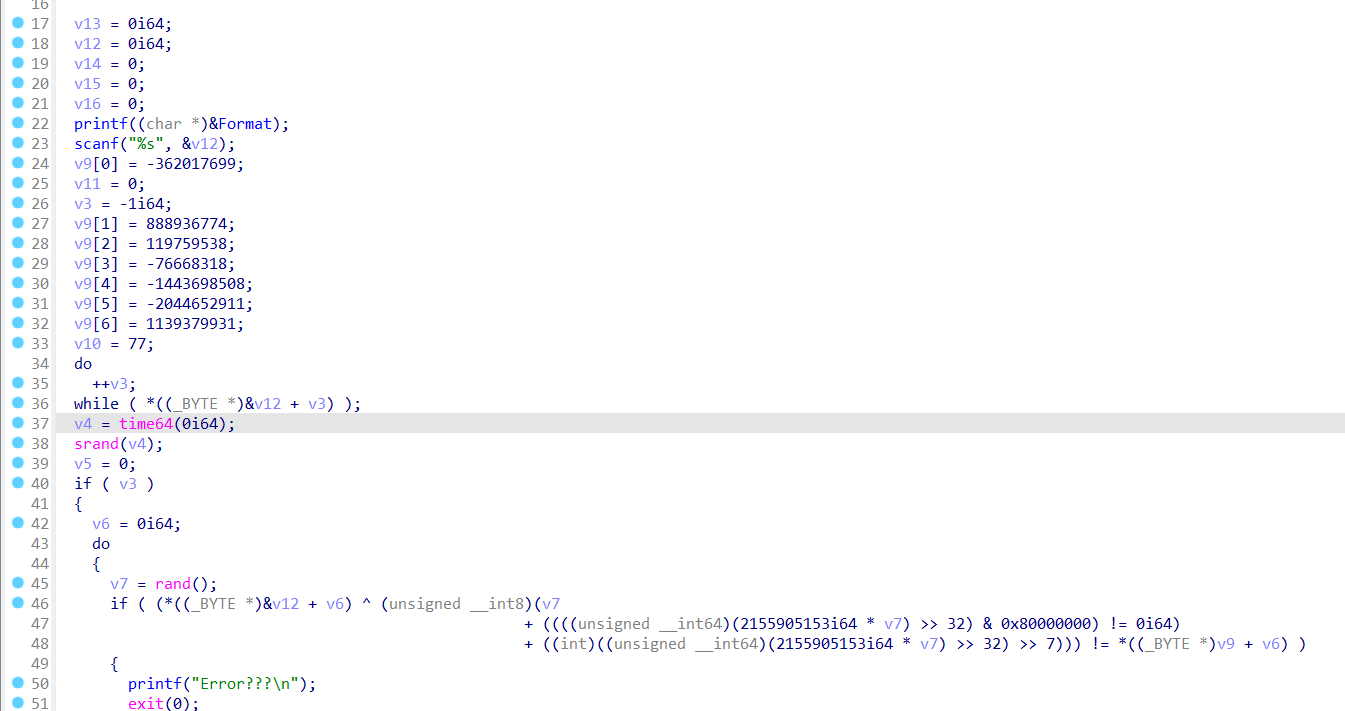 16
17 v13 = 0i64;
18 v12 = 0i64;
19 v14 = 0;
20 v15 = 0;
21 v16 = 0;
22 printf((char *)&Format);
23 scanf("%s", &v12);
24 v9[0] = -362017699;
25 v11 = 0;
26 v3 = -1i64;
27 v9[1] = 888936774;
28 v9[2] = 119759538;
29 v9[3] = -76668318;
30 v9[4] = -1443698508;
31 v9[5] = -2044652911;
32 v9[6] = 1139379931;
33 v10 = 77;
34 do
35 ++v3;
36 while ( *((_BYTE *)&v12 + v3) );
37 v4 = time64(0i64);
38 srand(v4);
39 v5 = 0;
40 if ( v3 )
41 {
42 v6 = 0i64;
43 do
44 {
45 v7 = rand();
46 if ( (*((_BYTE *)&v12 + v6) ^ (unsigned __int8)(v7
47 + ((((unsigned __int64)(2155905153i64 * v7) >> 32) & 0x80000000) != 0i64)
48 + ((int)((unsigned __int64)(2155905153i64 * v7) >> 32) >> 7))) != *((_BYTE *)v9 + v6) )
49 {
50 printf("Error???\n");
51 exit(0);